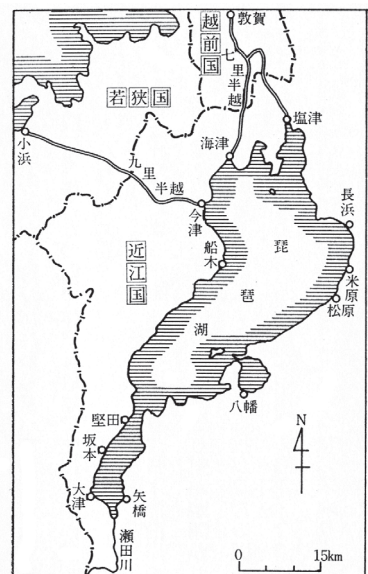 敦賀
越前国
七里半越
若狭国
塩津
海津
小浜
九里半越
今津
長浜
船木
琵琶湖
近江国
米原
松原
八幡
堅田
坂本
大津
矢橋
瀬田川
N
0 15km